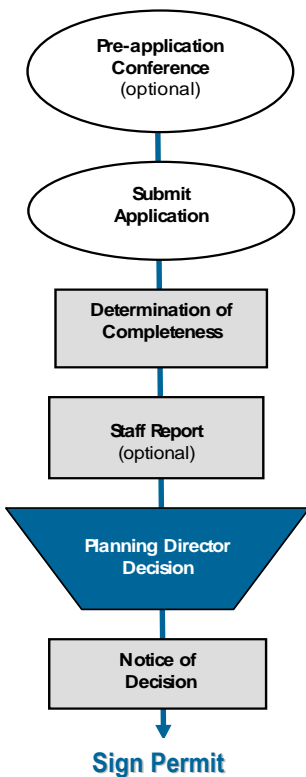 Pre-application
Conference
(optional)
Submit
Application
Determination of
Completeness
Staff Report
(optional)
Planning Director
Decision
Notice of
Decision
Sign Permit